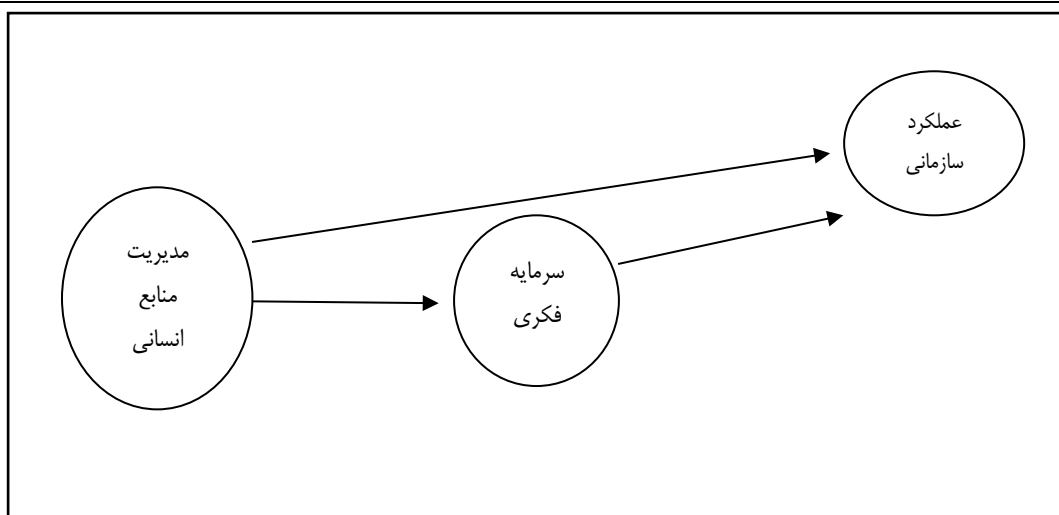 عملکرد
سازمانی
مدیریت
منابع
انسانی
سرمایه
فکری